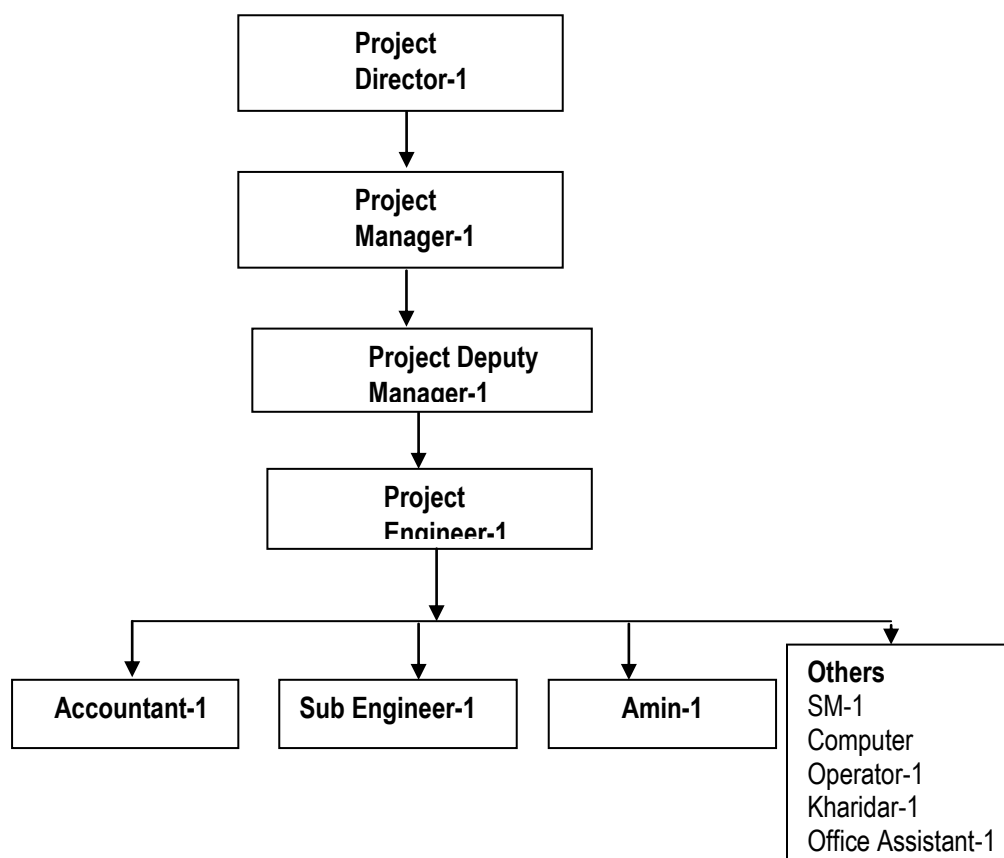 Project
Director-1
Project
Manager-1
Project Deputy
Manager-1
Project
Engineer-1
Accountant-1
Sub Engineer-1
Amin-1
Others
SM-1
Computer
Operator-1
Kharidar-1
Office Assistant-1